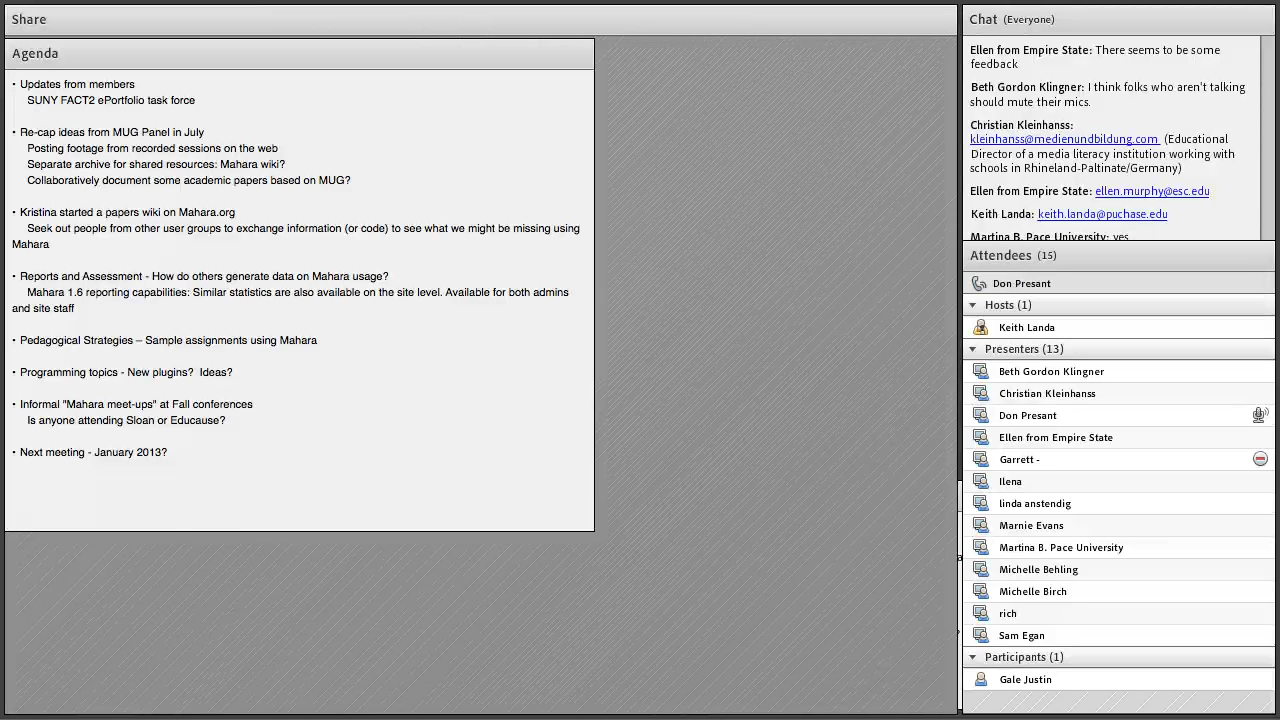 Share
Agenda
• Updates from members
SUNY FACT2 ePortfolio task force
• Re-cap ideas from MUG Panel in July
Posting footage from recorded sessions on the web
Separate archive for shared resources: Mahara wiki?
Collaboratively document some academic papers based on MUG?
• Kristina started a papers wiki on Mahara.org
Seek out people from other user groups to exchange information (or code) to see what we might be missing using
Mahara
• Reports and Assessment - How do others generate data on Mahara usage?
Mahara 1.6 reporting capabilities: Similar statistics are also available on the site level. Available for both admins
and site staff
• Pedagogical Strategies – Sample assignments using Mahara
• Programming topics - New plugins?  Ideas?
• Informal "Mahara meet-ups" at Fall conferences
Is anyone attending Sloan or Educause?
• Next meeting - January 2013?
Chat (Everyone)
Ellen from Empire State: There seems to be some
feedback
Beth Gordon Klingner: I think folks who aren't talking
should mute their mics.
Christian Kleinhanss:
kleinhanss@medienundbildung.com (Educational
Director of a media literacy institution working with
schools in Rhineland-Paltinate/Germany)
Ellen from Empire State: ellen.murphy@esc.edu
Keith Landa: keith.landa@puchase.edu
Martina B. Pace University: yes
Attendees (15)
Don Presant
Hosts (1)
Keith Landa
Presenters (13)
Beth Gordon Klingner
Christian Kleinhanss
Don Presant
Ellen from Empire State
Garrett -
Ilena
linda anstendig
Marnie Evans
Martina B. Pace University
Michelle Behling
Michelle Birch
rich
Sam Egan
Participants (1)
Gale Justin